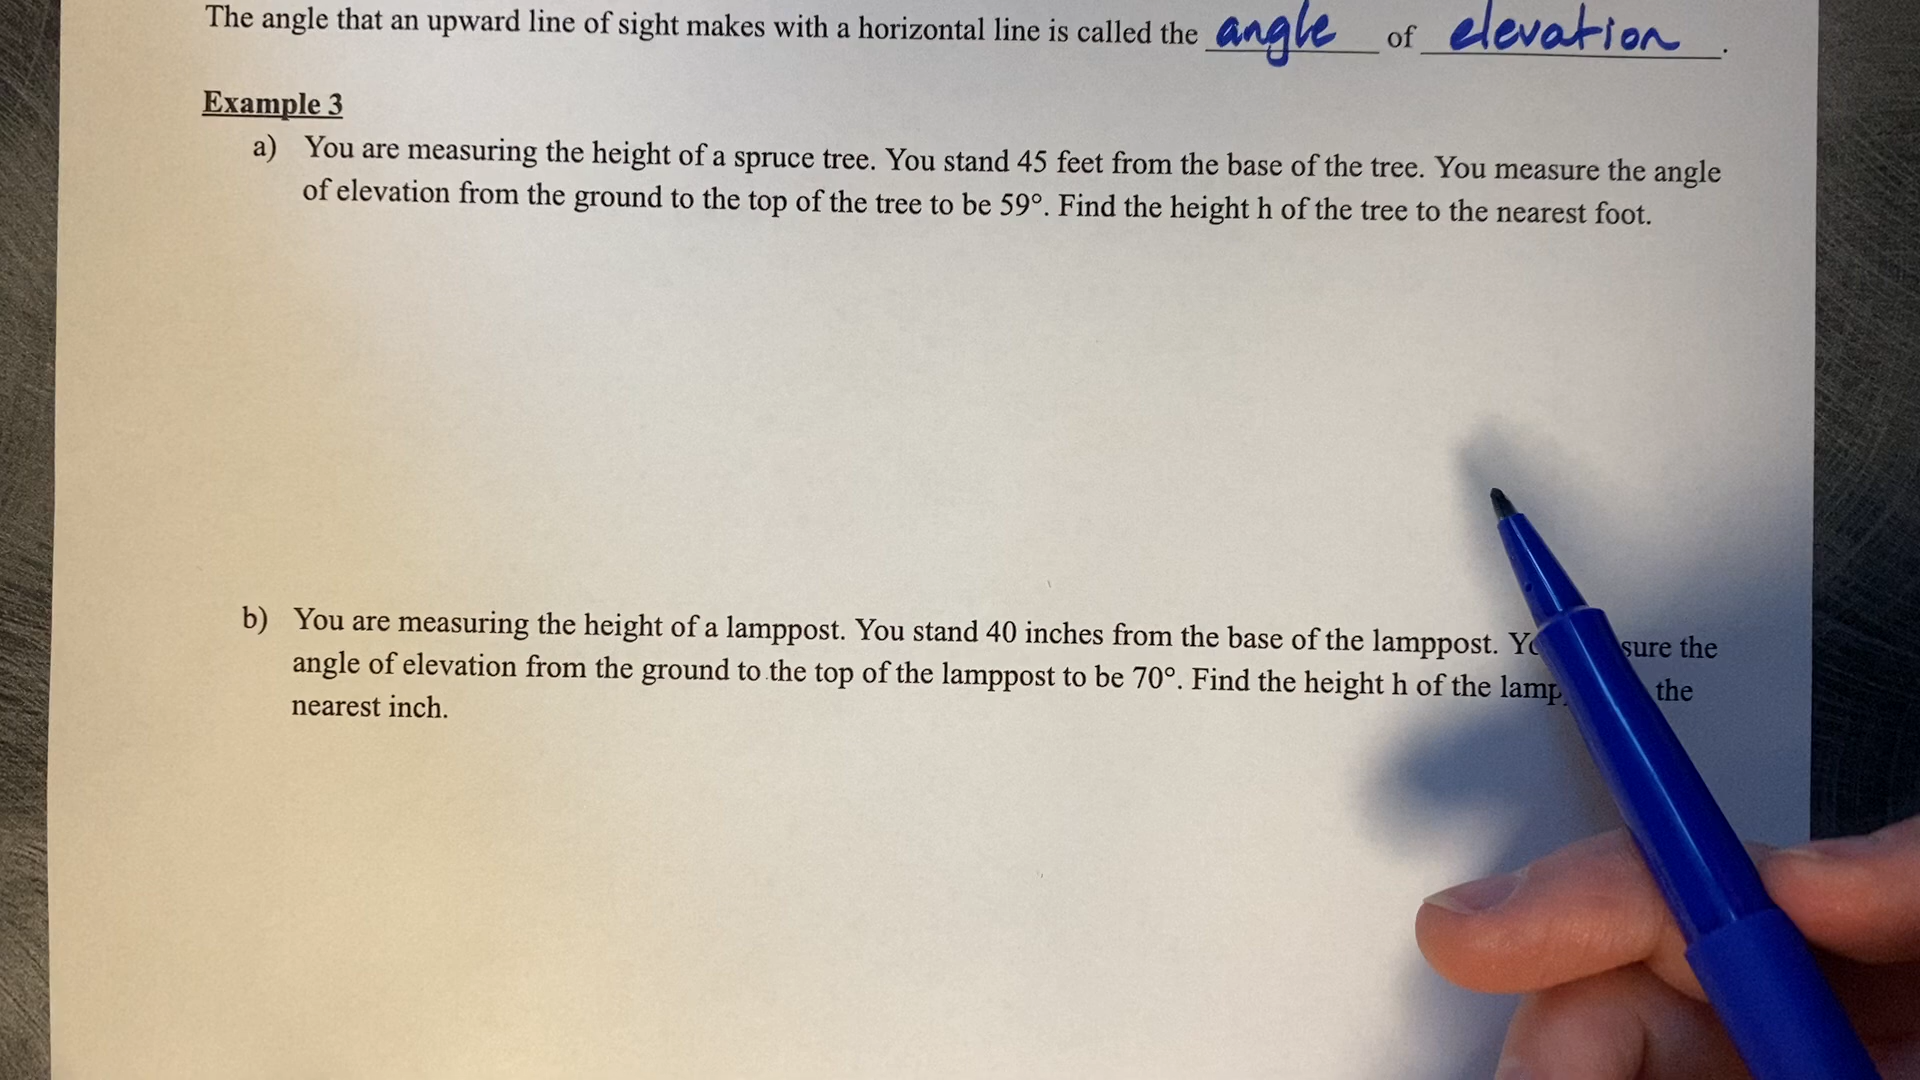 The angle that an upward line of sight makes with a horizontal line is called the angle of elevation.
Example 3
a) You are measuring the height of a spruce tree. You stand 45 feet from the base of the tree. You measure the angle
of elevation from the ground to the top of the tree to be 59°. Find the height h of the tree to the nearest foot.
b) You are measuring the height of a lamppost. You stand 40 inches from the base of the lamppost. sure the
angle of elevation from the ground to the top of the lamppost to be 70°. Find the height h of the lamp the
nearest inch.